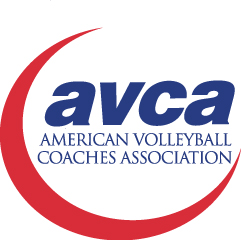 avca
AMERICAN VOLLEYBALL
COACHES ASSOCIATION